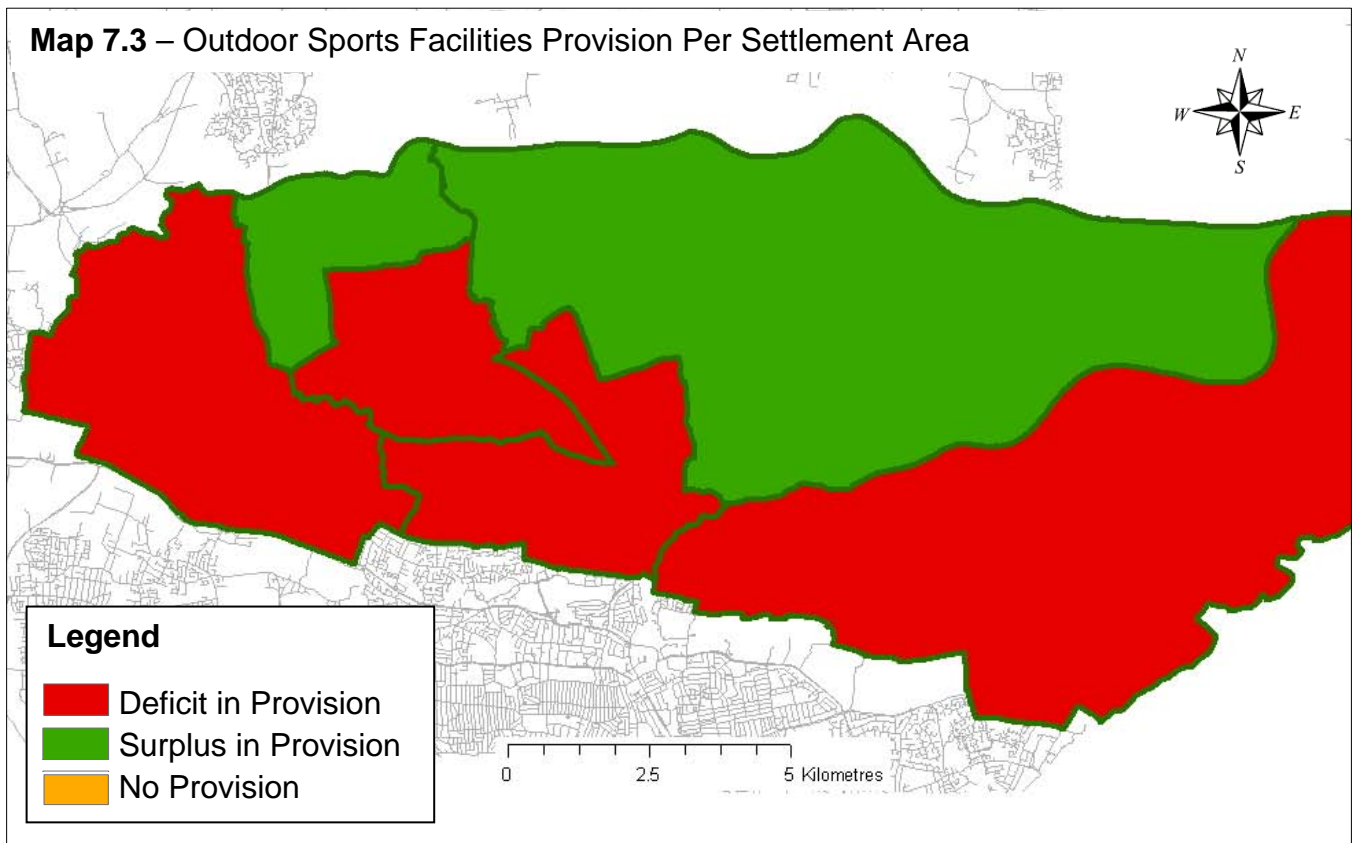 Map 7.3 – Outdoor Sports Facilities Provision Per Settlement Area
N
W E
S
Legend
Deficit in Provision
Surplus in Provision
No Provision
0 2.5 5 Kilometres